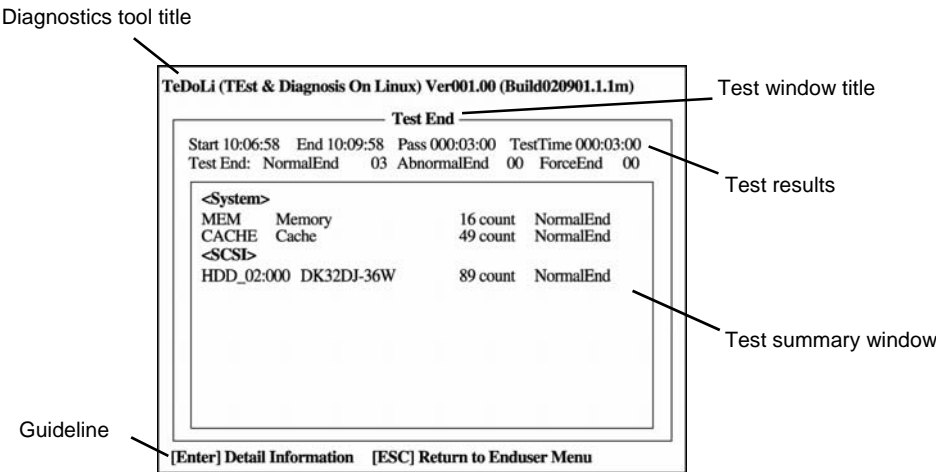 Diagnostics tool title
TeDoLi (TEst & Diagnosis On Linux) Ver001.00 (Build020901.1.1m)
Test window title
Test End
Start 10:06:58 End 10:09:58 Pass 000:03:00 TestTime 000:03:00
Test End: NormalEnd 03 AbnormalEnd 00 ForceEnd 00
Test results
<System>
MEM Memory 16 count NormalEnd
CACHE Cache 49 count NormalEnd
<SCSI>
HDD_02:000 DK32DJ-36W 89 count NormalEnd
Test summary window
Guideline
[Enter] Detail Information [ESC] Return to Enduser Menu